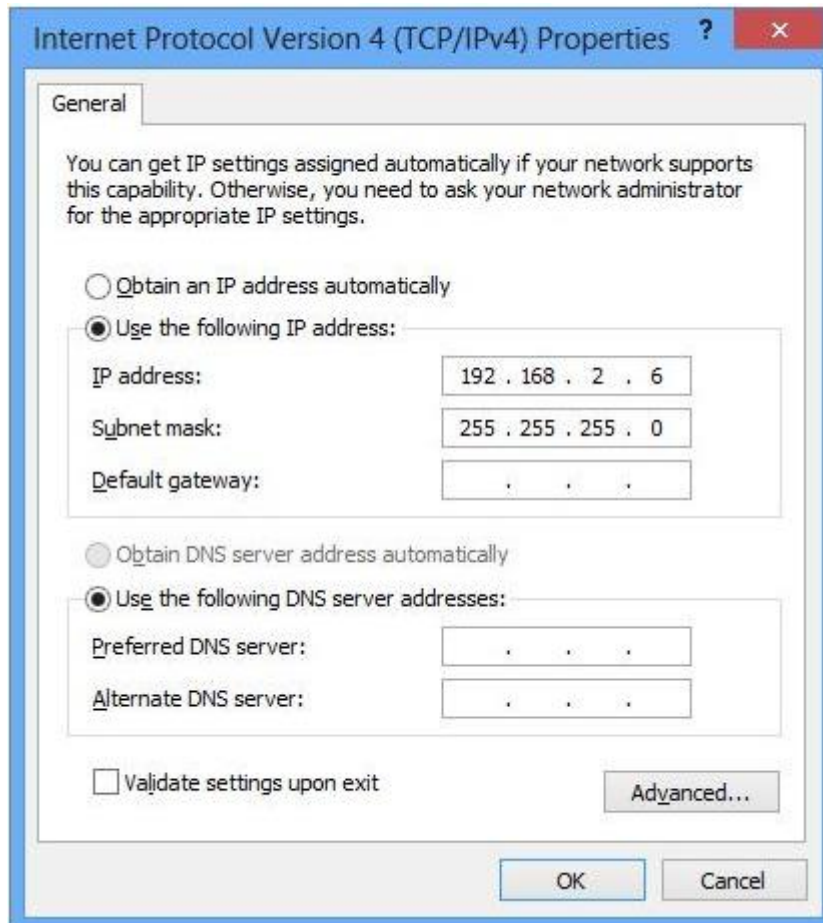 Internet Protocol Version 4 (TCP/IPv4) Properties ?
General
You can get IP settings assigned automatically if your network supports
this capability. Otherwise, you need to ask your network administrator
for the appropriate IP settings.
Obtain an IP address automatically
Use the following IP address:
IP address: 192 . 168 . 2 . 6
Subnet mask: 255 . 255 . 255 . 0
Default gateway: . . .
Obtain DNS server address automatically
Use the following DNS server addresses:
Preferred DNS server: . . .
Alternate DNS server: . . .
Validate settings upon exit
Advanced...
OK Cancel